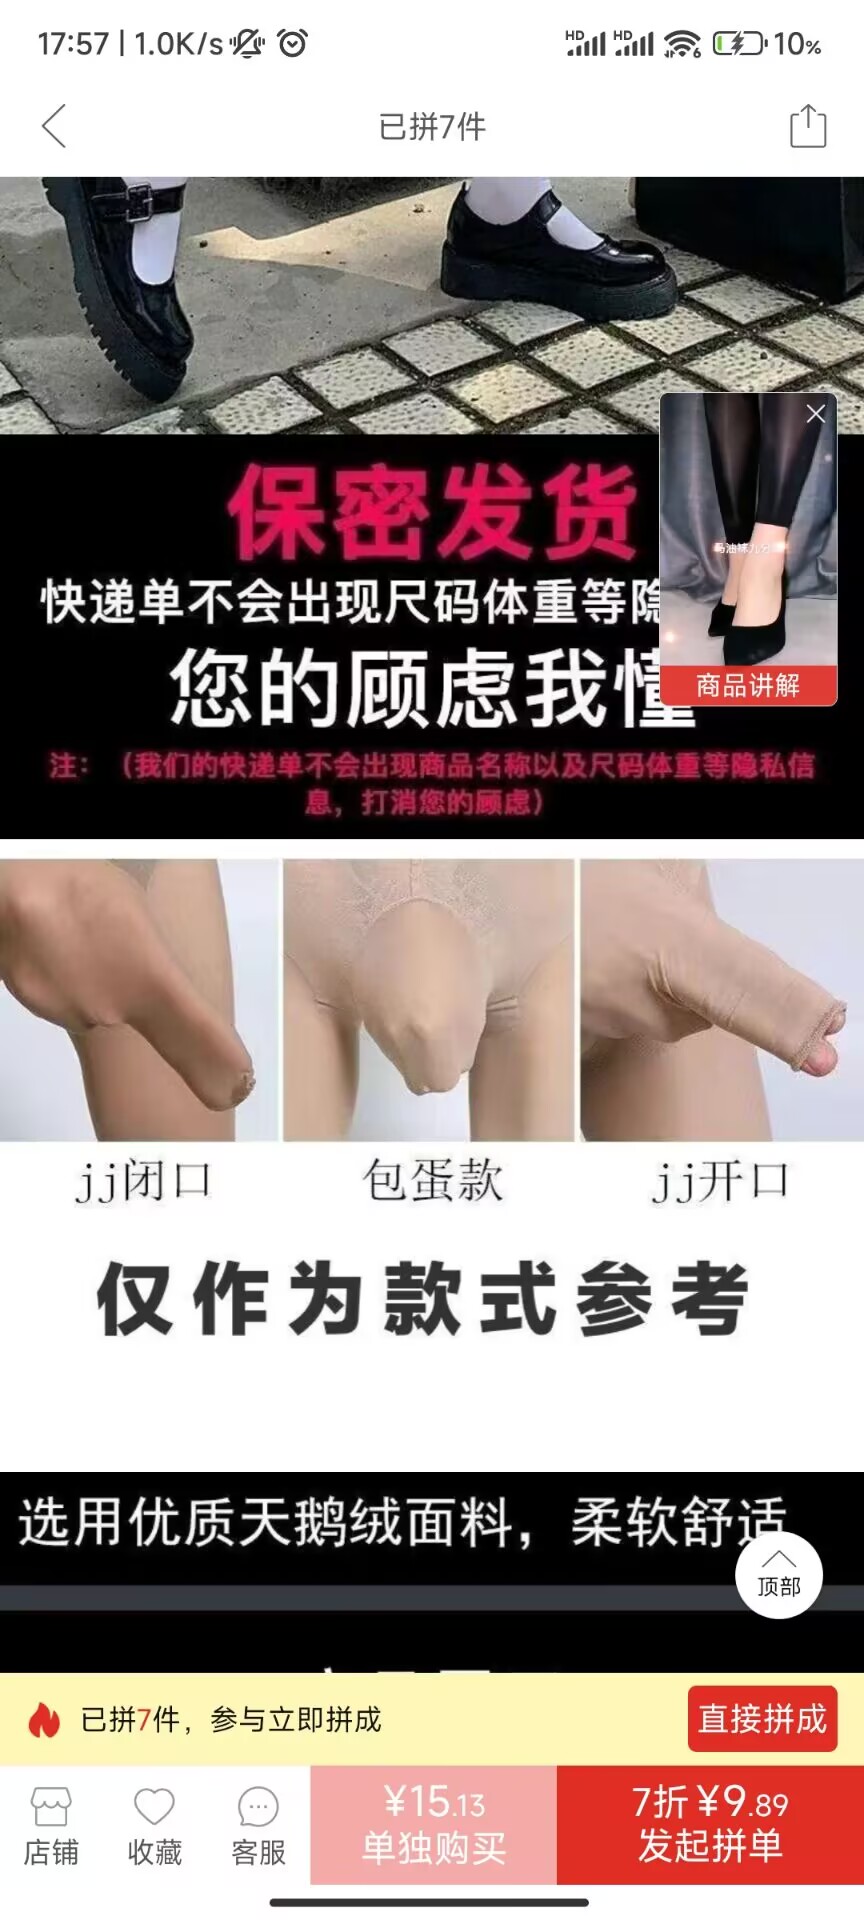 17:57 | 1.0K/s
HD HD 6 10%
已拼7件
保密发货
快递单不会出现尺码体重等隐
您的顾虑我懂
注：（我们的快递单不会出现商品名称以及尺码体重等隐私信
息，打消您的顾虑）
商品讲解
jj闭口 包蛋款 jj开口
仅作为款式参考
选用优质天鹅绒面料，柔软舒适
顶部
已拼7件，参与立即拼成
直接拼成
店铺 收藏 客服
¥15.13
单独购买
7折 ¥9.89
发起拼单